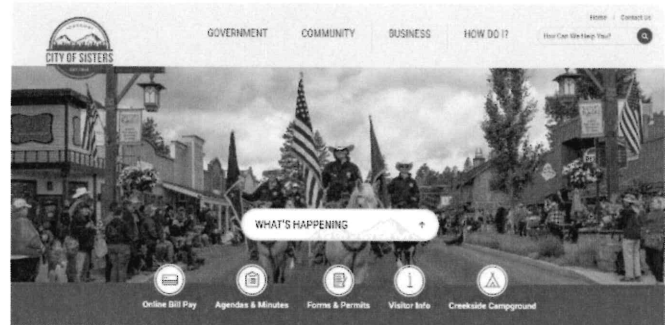 Home | Contact Us
GOVERNMENT COMMUNITY BUSINESS HOW DO I?
How Can We Help You?
CITY OF SISTERS
WHAT'S HAPPENING
Online Bill Pay Agendas & Minutes Forms & Permits Visitor Info Creekside Campground